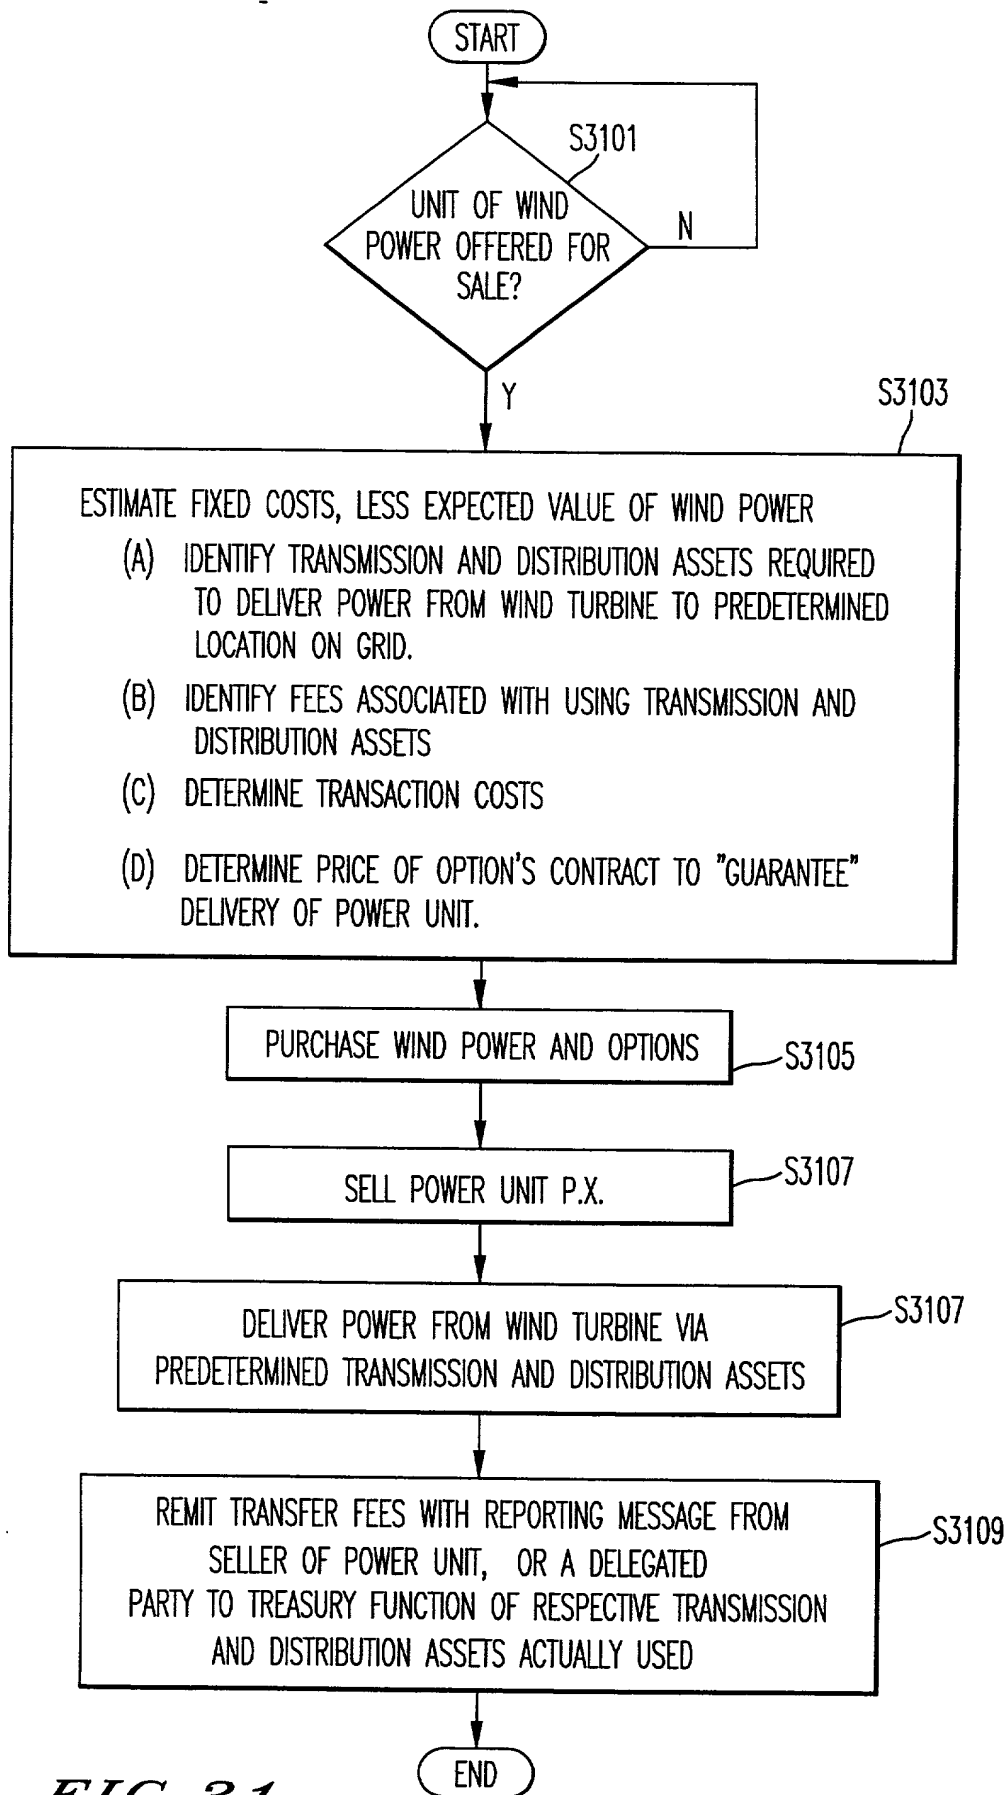 START
S3101
UNIT OF WIND
POWER OFFERED FOR
SALE?
N
Y
S3103
ESTIMATE FIXED COSTS, LESS EXPECTED VALUE OF WIND POWER
(A) IDENTIFY TRANSMISSION AND DISTRIBUTION ASSETS REQUIRED
TO DELIVER POWER FROM WIND TURBINE TO PREDETERMINED
LOCATION ON GRID.
(B) IDENTIFY FEES ASSOCIATED WITH USING TRANSMISSION AND
DISTRIBUTION ASSETS
(C) DETERMINE TRANSACTION COSTS
(D) DETERMINE PRICE OF OPTION'S CONTRACT TO "GUARANTEE"
DELIVERY OF POWER UNIT.
PURCHASE WIND POWER AND OPTIONS
S3105
SELL POWER UNIT P.X.
S3107
DELIVER POWER FROM WIND TURBINE VIA
PREDETERMINED TRANSMISSION AND DISTRIBUTION ASSETS
S3107
REMIT TRANSFER FEES WITH REPORTING MESSAGE FROM
SELLER OF POWER UNIT, OR A DELEGATED
PARTY TO TREASURY FUNCTION OF RESPECTIVE TRANSMISSION
AND DISTRIBUTION ASSETS ACTUALLY USED
S3109
END
FIG. 31